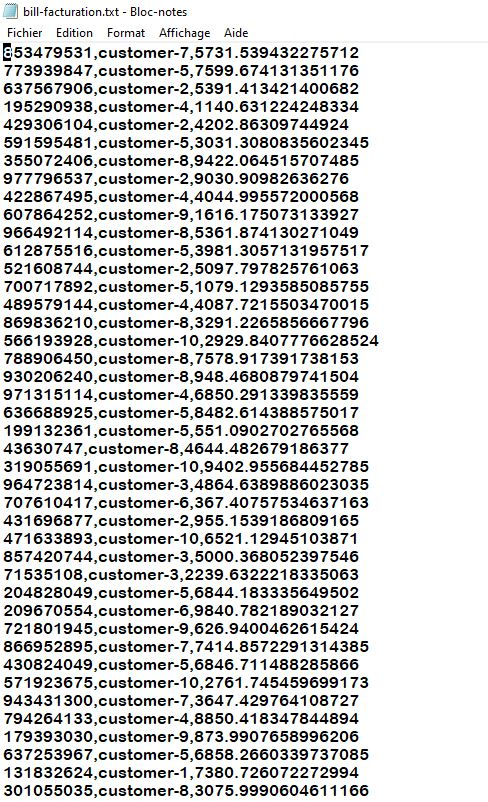 bill-facturation.txt - Bloc-notes
Fichier Edition Format Affichage Aide
853479531,customer-7,5731.539432275712
773939847,customer-5,7599.674131351176
637567906,customer-2,5391.413421400682
195290938,customer-4,1140.631224248334
429306104,customer-2,4202.86309744924
591595481,customer-5,3031.3080835602345
355072406,customer-8,9422.064515707485
977796537,customer-2,9030.90982636276
422867495,customer-4,4044.995572000568
607864252,customer-9,1616.175073133927
966492114,customer-8,5361.874130271049
612875516,customer-5,3981.3057131957517
521608744,customer-2,5097.797825761063
700717892,customer-5,1079.1293585085755
489579144,customer-4,4087.7215503470015
869836210,customer-8,3291.2265856667796
566193928,customer-10,2929.8407776628524
788906450,customer-8,7578.917391738153
930206240,customer-8,948.4680879741504
971315114,customer-4,6850.291339835559
636688925,customer-5,8482.614388575017
199132361,customer-5,551.0902702765568
43630747,customer-8,4644.482679186377
319055691,customer-10,9402.955684452785
964723814,customer-3,4864.6389886023035
707610417,customer-6,367.40757534637163
431696877,customer-2,955.1539186809165
471633893,customer-10,6521.12945103871
857420744,customer-3,5000.368052397546
71535108,customer-3,2239.6322218335063
204828049,customer-5,6844.183335649502
209670554,customer-6,9840.782189032127
721801945,customer-9,626.9400462615424
866952895,customer-7,7414.8572291314385
430824049,customer-5,6846.711488285866
571923675,customer-10,2761.745459699173
943431300,customer-7,3647.429764108727
794264133,customer-4,8850.418347844894
179393030,customer-9,873.9907658996206
637253967,customer-5,6858.2660339737085
131832624,customer-1,7380.726072272994
301055035,customer-8,3075.9990604611166